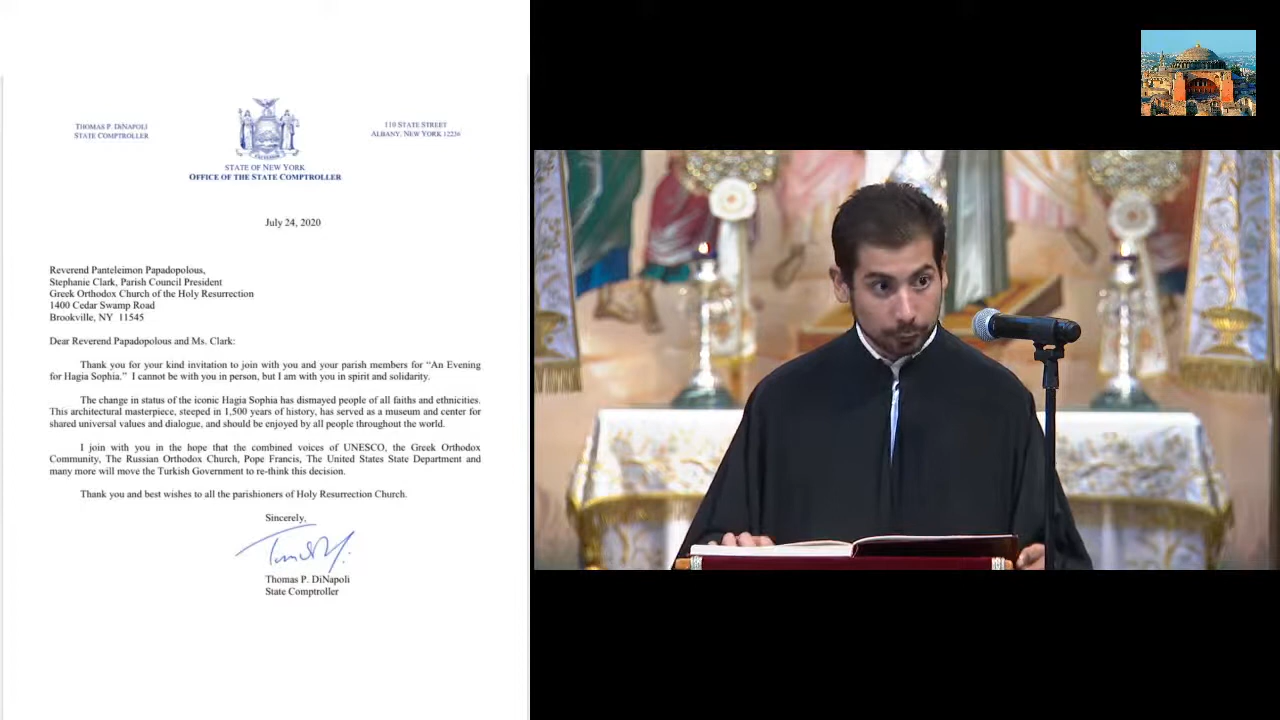 THOMAS P. DiNAPOLI
STATE COMPTROLLER
110 STATE STREET
ALBANY, NEW YORK 12236
STATE OF NEW YORK
OFFICE OF THE STATE COMPTROLLER
July 24, 2020
Reverend Panteleimon Papadopolous,
Stephanie Clark, Parish Council President
Greek Orthodox Church of the Holy Resurrection
1400 Cedar Swamp Road
Brookville, NY 11545
Dear Reverend Papadopolous and Ms. Clark:
Thank you for your kind invitation to join with you and your parish members for “An Evening
for Hagia Sophia.” I cannot be with you in person, but I am with you in spirit and solidarity.
The change in status of the iconic Hagia Sophia has dismayed people of all faiths and ethnicities.
This architectural masterpiece, steeped in 1,500 years of history, has served as a museum and center for
shared universal values and dialogue, and should be enjoyed by all people throughout the world.
I join with you in the hope that the combined voices of UNESCO, the Greek Orthodox
Community, The Russian Orthodox Church, Pope Francis, The United States State Department and
many more will move the Turkish Government to re-think this decision.
Thank you and best wishes to all the parishioners of Holy Resurrection Church.
Sincerely,
Thomas P. DiNapoli
State Comptroller